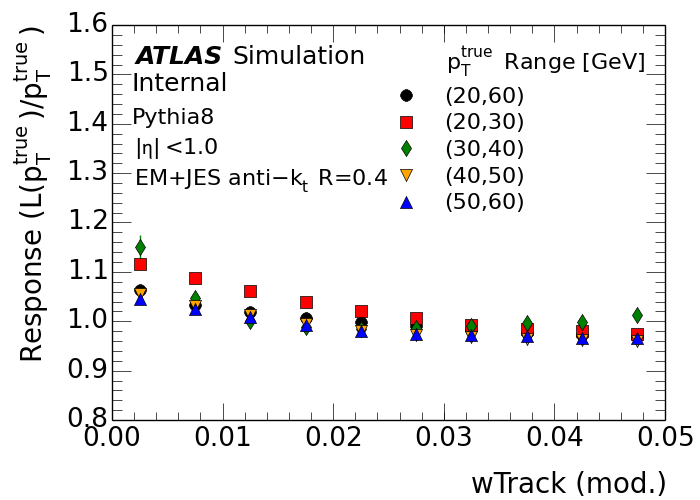 1.6
1.5
1.4
1.3
1.2
1.1
1.0
0.9
0.8
0.00 0.01 0.02 0.03 0.04 0.05
Response (L(p_T^true)/p_T^true)
wTrack (mod.)
ATLAS Simulation
Internal
Pythia8
|η| <1.0
EM+JES anti−k_t R=0.4
p_T^true Range [GeV]
(20,60)
(20,30)
(30,40)
(40,50)
(50,60)